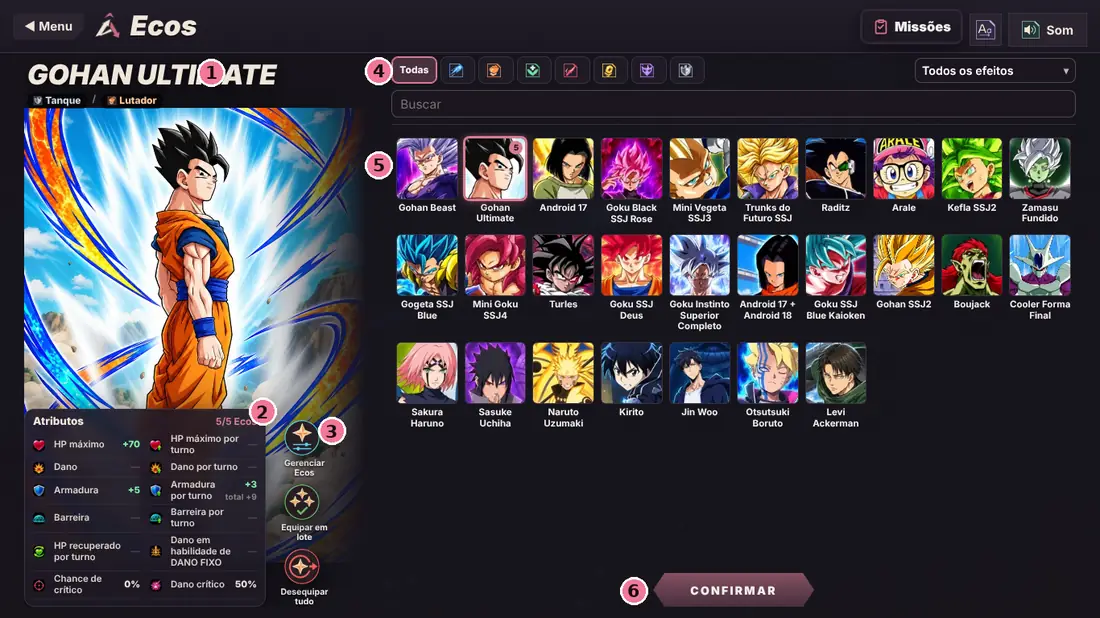 Menu
Ecos
Missões
Som
GOHAN ULTIMATE
1
Tanque / Lutador
4
Todas
Todos os efeitos
Buscar
5
5
Gohan Beast
Gohan
Ultimate
Android 17
Goku Black
SSJ Rose
Mini Vegeta
SSJ3
Trunks do
Futuro SSJ
Raditz
ARALE
Arale
Kefla SSJ2
Zamasu
Fundido
Gogeta SSJ
Blue
Mini Goku
SSJ4
Turles
Goku SSJ
Deus
Goku Instinto
Superior
Completo
Android 17 +
Android 18
Goku SSJ
Blue Kaioken
Gohan SSJ2
Boujack
Cooler Forma
Final
Sakura
Haruno
Sasuke
Uchiha
Naruto
Uzumaki
Kirito
Jin Woo
Otsutsuki
Boruto
Levi
Ackerman
2
Atributos
5/5 Ecos
HP máximo +70
HP máximo por
turno —
Dano —
Dano por turno —
Armadura +5
Armadura
por turno
+3
total +9
Barreira —
Barreira por
turno —
HP recuperado
por turno —
Dano em
habilidade de
DANO FIXO —
Chance de
crítico 0%
Dano crítico 50%
3
Gerenciar
Ecos
Equipar em
lote
Desequipar
tudo
6
CONFIRMAR